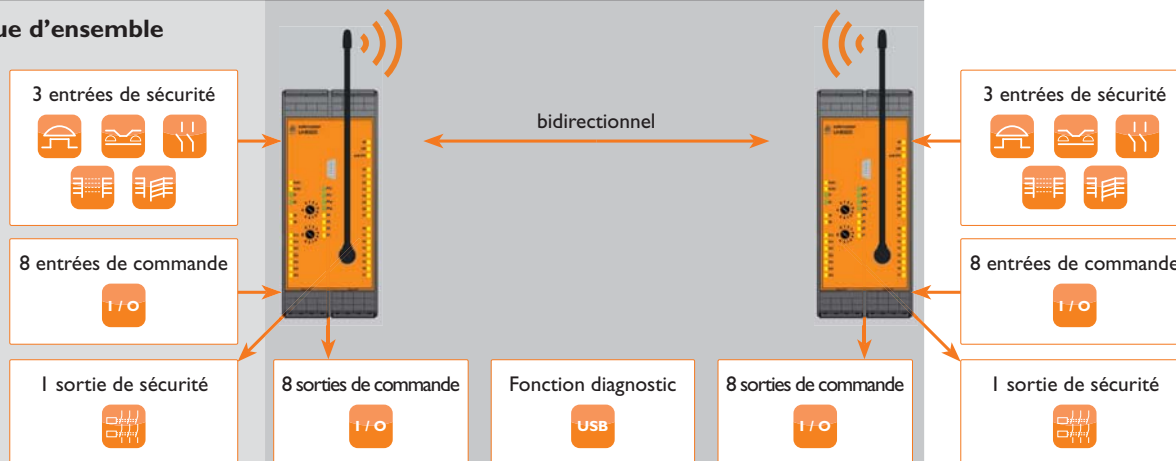 ue d'ensemble
3 entrées de sécurité
bidirectionnel
3 entrées de sécurité
8 entrées de commande
I / O
8 entrées de commande
I / O
1 sortie de sécurité
8 sorties de commande
I / O
Fonction diagnostic
USB
8 sorties de commande
I / O
1 sortie de sécurité